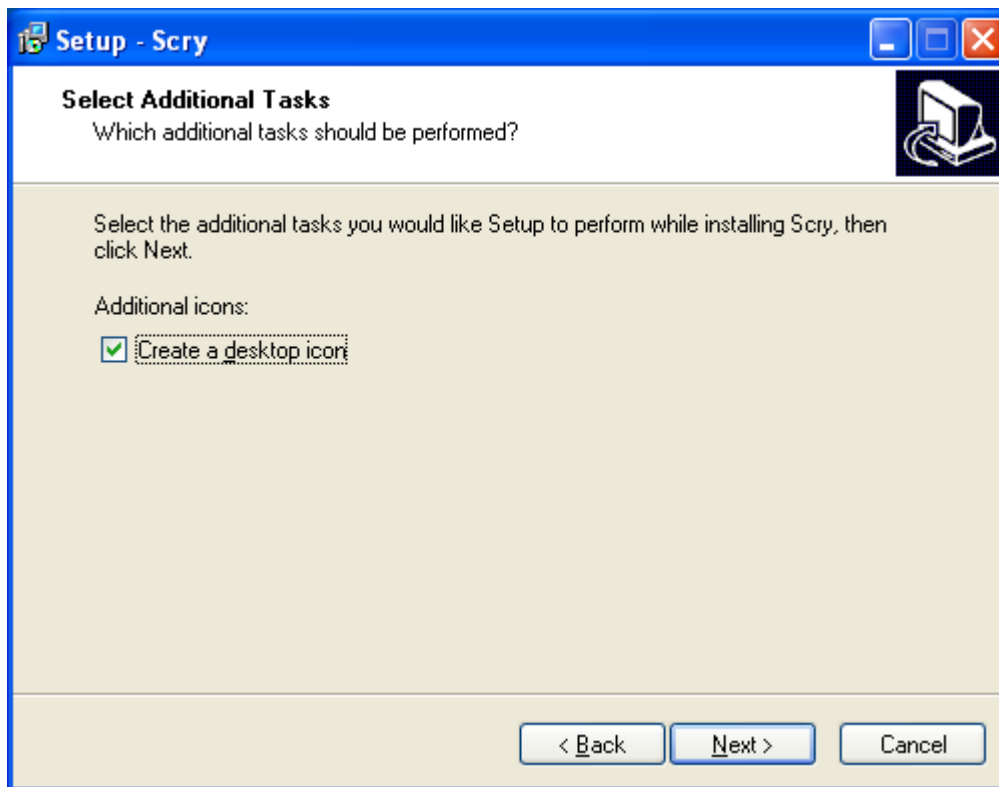 Setup - Scry
Select Additional Tasks
Which additional tasks should be performed?
Select the additional tasks you would like Setup to perform while installing Scry, then
click Next.
Additional icons:
Create a desktop icon
< Back
Next >
Cancel